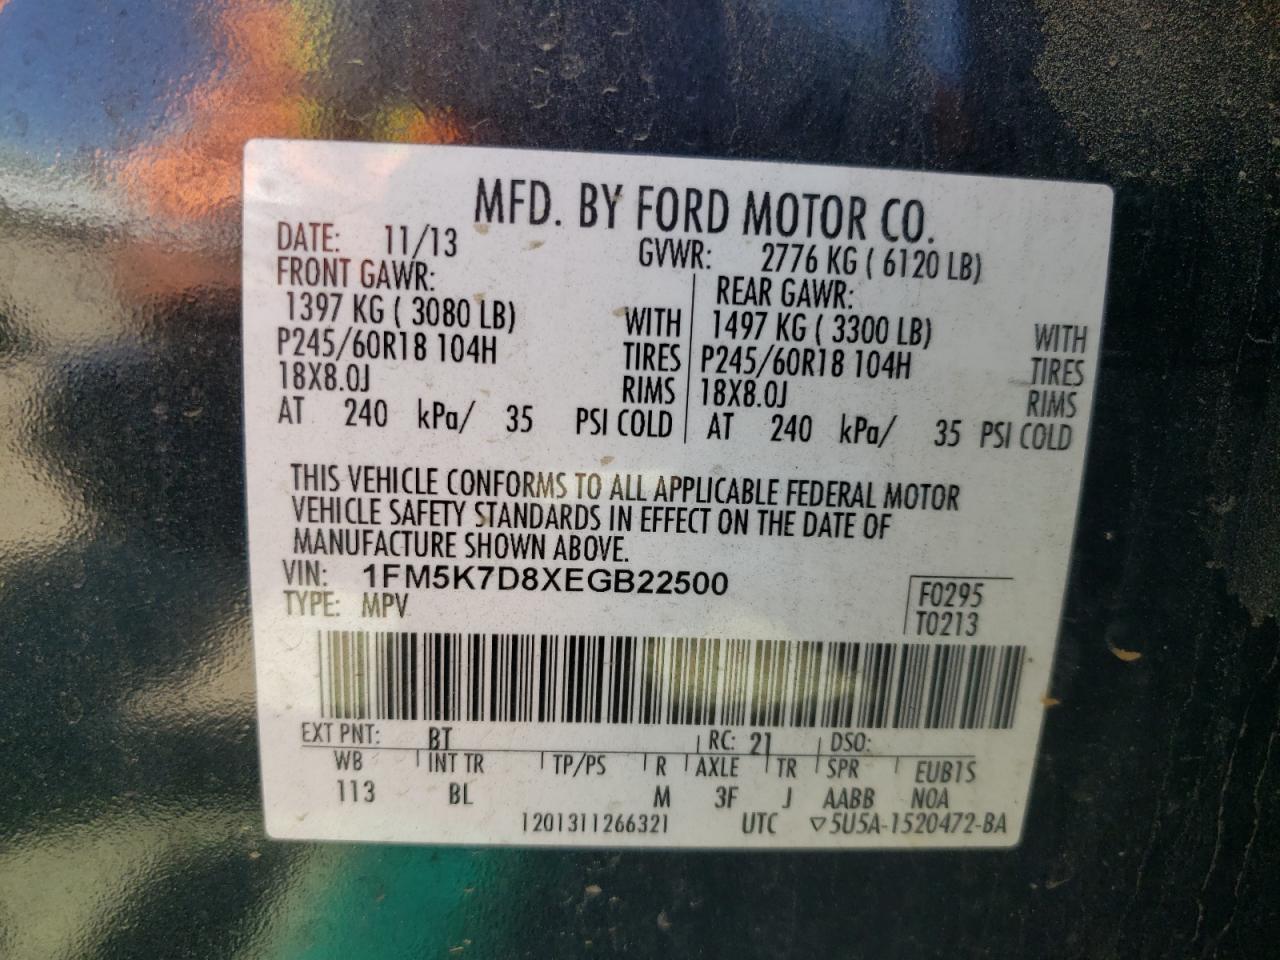 MFD. BY FORD MOTOR CO.
DATE: 11/13 GVWR: 2776 KG ( 6120 LB)
FRONT GAWR: REAR GAWR:
1397 KG ( 3080 LB) WITH 1497 KG ( 3300 LB) WITH
P245/60R18 104H TIRES P245/60R18 104H TIRES
18X8.0J RIMS 18X8.0J RIMS
AT 240 kPa/ 35 PSI COLD AT 240 kPa/ 35 PSI COLD
THIS VEHICLE CONFORMS TO ALL APPLICABLE FEDERAL MOTOR
VEHICLE SAFETY STANDARDS IN EFFECT ON THE DATE OF
MANUFACTURE SHOWN ABOVE.
VIN: 1FM5K7D8XEGB22500 F0295
TYPE: MPV T0213
EXT PNT: BT RC: 21 DSO:
WB INT TR TP/PS R AXLE TR SPR EUB1S
113 BL M 3F J AABB NOA
1201311266321 UTC ▽5U5A-1520472-BA